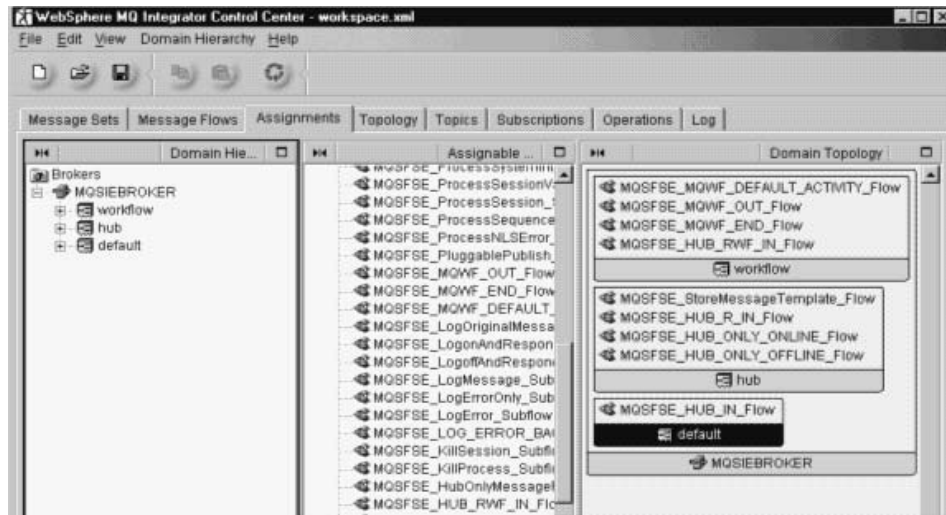 WebSphere MQ Integrator Control Center - workspace.xml
File Edit View Domain Hierarchy Help
Message Sets Message Flows Assignments Topology Topics Subscriptions Operations Log
Domain Hie...
Brokers
MQSIEBROKER
workflow
hub
default
Assignable ...
MQSFSE_ProcessSessionV
MQSFSE_ProcessSession_
MQSFSE_ProcessSequence
MQSFSE_ProcessNLSError_
MQSFSE_PluggablePublish_
MQSFSE_MQWF_OUT_Flow
MQSFSE_MQWF_END_Flow
MQSFSE_MQWF_DEFAULT_
MQSFSE_LogOriginalMessa
MQSFSE_LogonAndRespon
MQSFSE_LogoffAndRespon
MQSFSE_LogMessage_Sub
MQSFSE_LogErrorOnly_Sub
MQSFSE_LogError_Subflow
MQSFSE_LOG_ERROR_BA
MQSFSE_KillSession_Subfl
MQSFSE_KillProcess_Subfl
MQSFSE_HubOnlyMessage
MQSFSE_HUB_RWF_IN_Flo
Domain Topology
MQSFSE_MQWF_DEFAULT_ACTIVITY_Flow
MQSFSE_MQWF_OUT_Flow
MQSFSE_MQWF_END_Flow
MQSFSE_HUB_RWF_IN_Flow
workflow
MQSFSE_StoreMessageTemplate_Flow
MQSFSE_HUB_R_IN_Flow
MQSFSE_HUB_ONLY_ONLINE_Flow
MQSFSE_HUB_ONLY_OFFLINE_Flow
hub
MQSFSE_HUB_IN_Flow
default
MQSIEBROKER